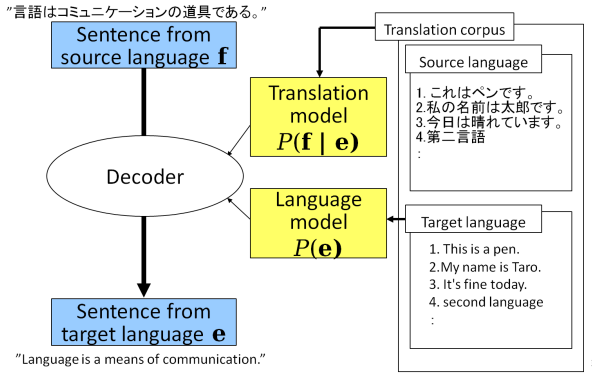 ”言語はコミュニケーションの道具である。”
Sentence from
source language f
Translation corpus
Source language
1. これはペンです。
2.私の名前は太郎です。
3.今日は晴れています。
4.第二言語
:
Translation
model
P(f | e)
Decoder
Language
model
P(e)
Target language
1. This is a pen.
2.My name is Taro.
3. It's fine today.
4. second language
:
Sentence from
target language e
”Language is a means of communication.”